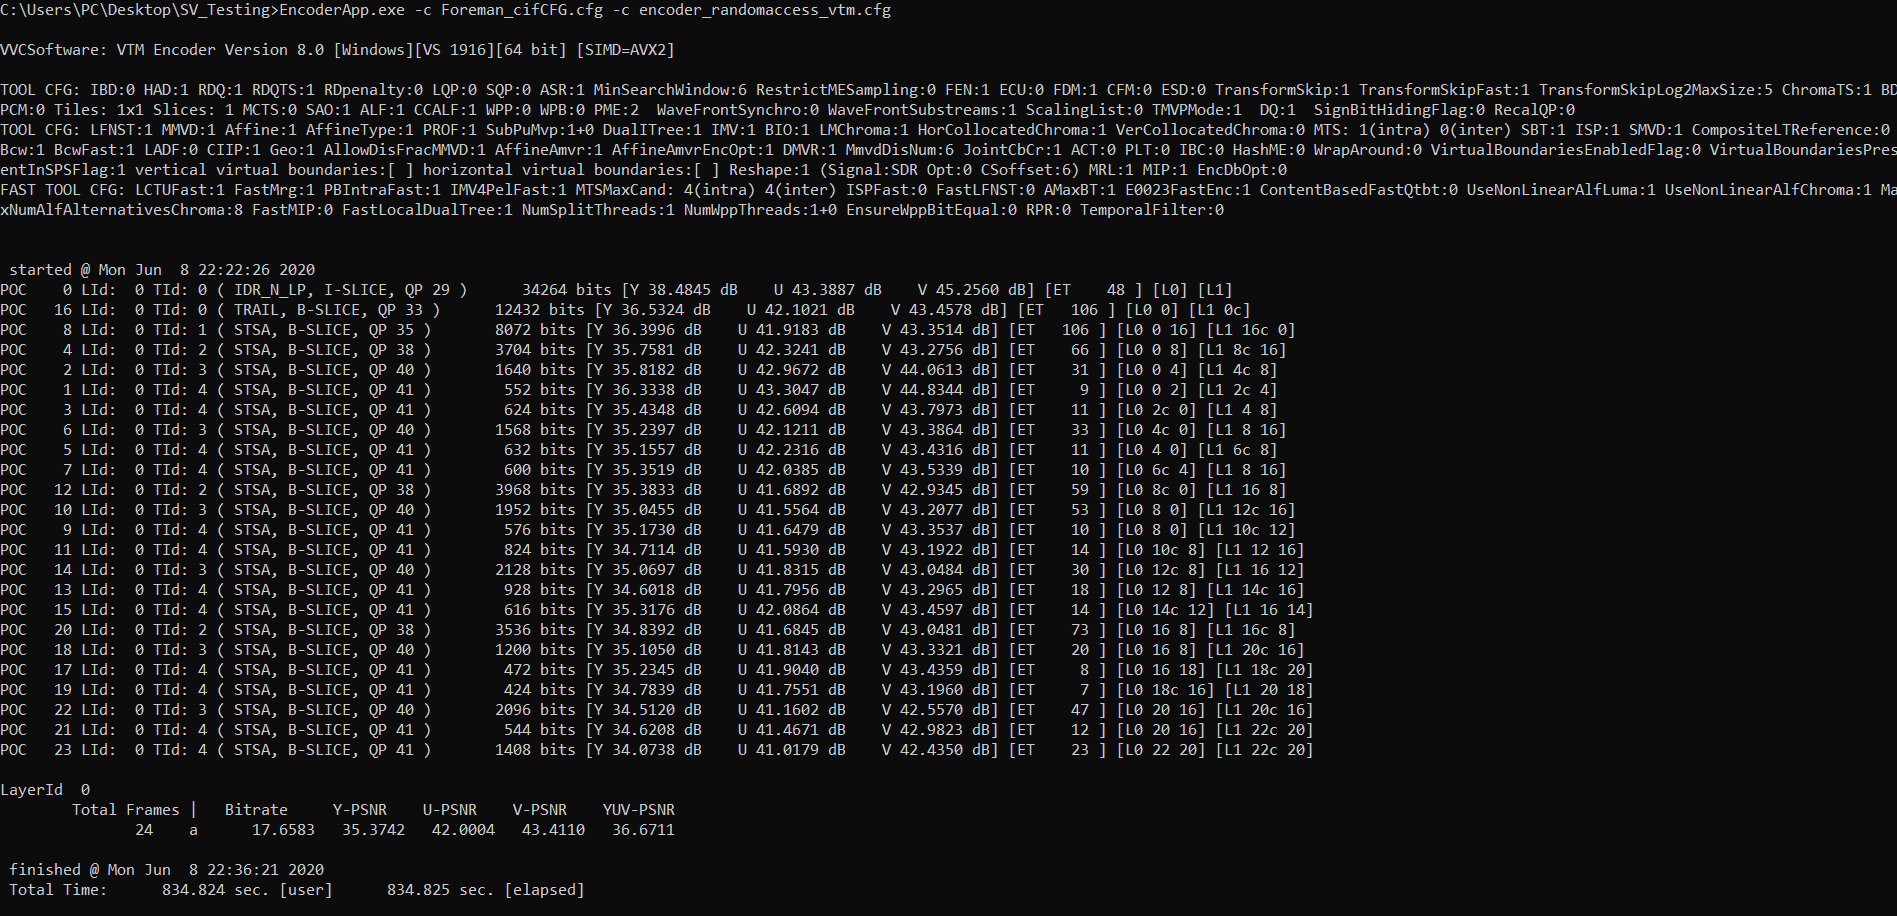 C:\Users\PC\Desktop\SV_Testing>EncoderApp.exe -c Foreman_cifCFG.cfg -c encoder_randomaccess_vtm.cfg
VVCSoftware: VTM Encoder Version 8.0 [Windows][VS 1916][64 bit] [SIMD=AVX2]
TOOL CFG: IBD:0 HAD:1 RDQ:1 RDQTS:1 RDpenalty:0 LQP:0 SQP:0 ASR:1 MinSearchWindow:6 RestrictMESampling:0 FEN:1 ECU:0 FDM:1 CFM:0 ESD:0 TransformSkip:1 TransformSkipFast:1 TransformSkipLog2MaxSize:5 ChromaTS:1 BD
PCM:0 Tiles: 1x1 Slices: 1 MCTS:0 SAO:1 ALF:1 CCALF:1 WPP:0 WPB:0 PME:2  WaveFrontSynchro:0 WaveFrontSubstreams:1 ScalingList:0 TMVPMode:1  DQ:1  SignBitHidingFlag:0 RecalQP:0
TOOL CFG: LFNST:1 MMVD:1 Affine:1 AffineType:1 PROF:1 SubPuMvp:1+0 DualITree:1 IMV:1 BIO:1 LMChroma:1 HorCollocatedChroma:1 VerCollocatedChroma:0 MTS: 1(intra) 0(inter) SBT:1 ISP:1 SMVD:1 CompositeLTReference:0
Bcw:1 BcwFast:1 LADF:0 CIIP:1 Geo:1 AllowDisFracMMVD:1 AffineAmvr:1 AffineAmvrEncOpt:1 DMVR:1 MmvdDisNum:6 JointCbCr:1 ACT:0 PLT:0 IBC:0 HashME:0 WrapAround:0 VirtualBoundariesEnabledFlag:0 VirtualBoundariesPres
entInSPSFlag:1 vertical virtual boundaries:[ ] horizontal virtual boundaries:[ ] Reshape:1 (Signal:SDR Opt:0 CSoffset:6) MRL:1 MIP:1 EncDbOpt:0
FAST TOOL CFG: LCTUFast:1 FastMrg:1 PBIntraFast:1 IMV4PelFast:1 MTSMaxCand: 4(intra) 4(inter) ISPFast:0 FastLFNST:0 AMaxBT:1 E0023FastEnc:1 ContentBasedFastQtbt:0 UseNonLinearAlfLuma:1 UseNonLinearAlfChroma:1 Ma
xNumAlfAlternativesChroma:8 FastMIP:0 FastLocalDualTree:1 NumSplitThreads:1 NumWppThreads:1+0 EnsureWppBitEqual:0 RPR:0 TemporalFilter:0
started @ Mon Jun  8 22:22:26 2020
POC    0 LId:  0 TId: 0 ( IDR_N_LP, I-SLICE, QP 29 )      34264 bits [Y 38.4845 dB    U 43.3887 dB    V 45.2560 dB] [ET    48 ] [L0] [L1]
POC   16 LId:  0 TId: 0 ( TRAIL, B-SLICE, QP 33 )      12432 bits [Y 36.5324 dB    U 42.1021 dB    V 43.4578 dB] [ET   106 ] [L0 0] [L1 0c]
POC    8 LId:  0 TId: 1 ( STSA, B-SLICE, QP 35 )       8072 bits [Y 36.3996 dB    U 41.9183 dB    V 43.3514 dB] [ET   106 ] [L0 0 16] [L1 16c 0]
POC    4 LId:  0 TId: 2 ( STSA, B-SLICE, QP 38 )       3704 bits [Y 35.7581 dB    U 42.3241 dB    V 43.2756 dB] [ET    66 ] [L0 0 8] [L1 8c 16]
POC    2 LId:  0 TId: 3 ( STSA, B-SLICE, QP 40 )       1640 bits [Y 35.8182 dB    U 42.9672 dB    V 44.0613 dB] [ET    31 ] [L0 0 4] [L1 4c 8]
POC    1 LId:  0 TId: 4 ( STSA, B-SLICE, QP 41 )        552 bits [Y 36.3338 dB    U 43.3047 dB    V 44.8344 dB] [ET     9 ] [L0 0 2] [L1 2c 4]
POC    3 LId:  0 TId: 4 ( STSA, B-SLICE, QP 41 )        624 bits [Y 35.4348 dB    U 42.6094 dB    V 43.7973 dB] [ET    11 ] [L0 2c 0] [L1 4 8]
POC    6 LId:  0 TId: 3 ( STSA, B-SLICE, QP 40 )       1568 bits [Y 35.2397 dB    U 42.1211 dB    V 43.3864 dB] [ET    33 ] [L0 4c 0] [L1 8 16]
POC    5 LId:  0 TId: 4 ( STSA, B-SLICE, QP 41 )        632 bits [Y 35.1557 dB    U 42.2316 dB    V 43.4316 dB] [ET    11 ] [L0 4 0] [L1 6c 8]
POC    7 LId:  0 TId: 4 ( STSA, B-SLICE, QP 41 )        600 bits [Y 35.3519 dB    U 42.0385 dB    V 43.5339 dB] [ET    10 ] [L0 6c 4] [L1 8 16]
POC   12 LId:  0 TId: 2 ( STSA, B-SLICE, QP 38 )       3968 bits [Y 35.3833 dB    U 41.6892 dB    V 42.9345 dB] [ET    59 ] [L0 8c 0] [L1 16 8]
POC   10 LId:  0 TId: 3 ( STSA, B-SLICE, QP 40 )       1952 bits [Y 35.0455 dB    U 41.5564 dB    V 43.2077 dB] [ET    53 ] [L0 8 0] [L1 12c 16]
POC    9 LId:  0 TId: 4 ( STSA, B-SLICE, QP 41 )        576 bits [Y 35.1730 dB    U 41.6479 dB    V 43.3537 dB] [ET    10 ] [L0 8 0] [L1 10c 12]
POC   11 LId:  0 TId: 4 ( STSA, B-SLICE, QP 41 )        824 bits [Y 34.7114 dB    U 41.5930 dB    V 43.1922 dB] [ET    14 ] [L0 10c 8] [L1 12 16]
POC   14 LId:  0 TId: 3 ( STSA, B-SLICE, QP 40 )       2128 bits [Y 35.0697 dB    U 41.8315 dB    V 43.0484 dB] [ET    30 ] [L0 12c 8] [L1 16 12]
POC   13 LId:  0 TId: 4 ( STSA, B-SLICE, QP 41 )        928 bits [Y 34.6018 dB    U 41.7956 dB    V 43.2965 dB] [ET    18 ] [L0 12 8] [L1 14c 16]
POC   15 LId:  0 TId: 4 ( STSA, B-SLICE, QP 41 )        616 bits [Y 35.3176 dB    U 42.0864 dB    V 43.4597 dB] [ET    14 ] [L0 14c 12] [L1 16 14]
POC   20 LId:  0 TId: 2 ( STSA, B-SLICE, QP 38 )       3536 bits [Y 34.8392 dB    U 41.6845 dB    V 43.0481 dB] [ET    73 ] [L0 16 8] [L1 16c 8]
POC   18 LId:  0 TId: 3 ( STSA, B-SLICE, QP 40 )       1200 bits [Y 35.1050 dB    U 41.8143 dB    V 43.3321 dB] [ET    20 ] [L0 16 8] [L1 20c 16]
POC   17 LId:  0 TId: 4 ( STSA, B-SLICE, QP 41 )        472 bits [Y 35.2345 dB    U 41.9040 dB    V 43.4359 dB] [ET     8 ] [L0 16 18] [L1 18c 20]
POC   19 LId:  0 TId: 4 ( STSA, B-SLICE, QP 41 )        424 bits [Y 34.7839 dB    U 41.7551 dB    V 43.1960 dB] [ET     7 ] [L0 18c 16] [L1 20 18]
POC   22 LId:  0 TId: 3 ( STSA, B-SLICE, QP 40 )       2096 bits [Y 34.5120 dB    U 41.1602 dB    V 42.5570 dB] [ET    47 ] [L0 20 16] [L1 20c 16]
POC   21 LId:  0 TId: 4 ( STSA, B-SLICE, QP 41 )        544 bits [Y 34.6208 dB    U 41.4671 dB    V 42.9823 dB] [ET    12 ] [L0 20 16] [L1 22c 20]
POC   23 LId:  0 TId: 4 ( STSA, B-SLICE, QP 41 )       1408 bits [Y 34.0738 dB    U 41.0179 dB    V 42.4350 dB] [ET    23 ] [L0 22 20] [L1 22c 20]
LayerId  0
Total Frames |   Bitrate     Y-PSNR    U-PSNR    V-PSNR    YUV-PSNR
24    a      17.6583   35.3742   42.0004   43.4110   36.6711
finished @ Mon Jun  8 22:36:21 2020
Total Time:      834.824 sec. [user]      834.825 sec. [elapsed]